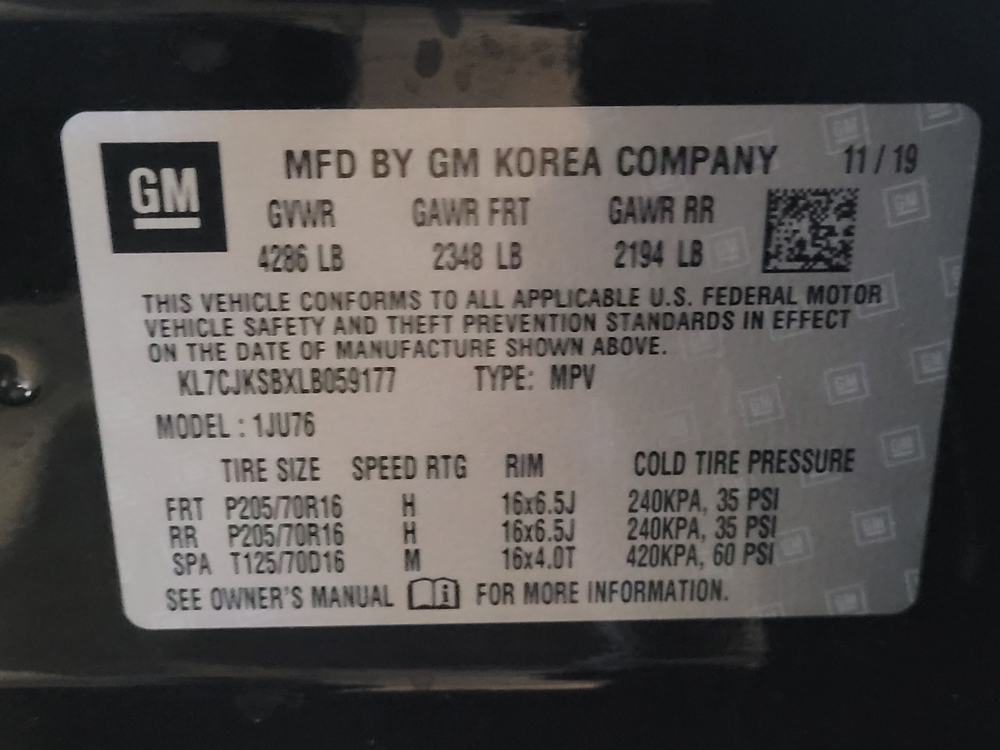 GM
MFD BY GM KOREA COMPANY 11 / 19
GVWR GAWR FRT GAWR RR
4286 LB 2348 LB 2194 LB
THIS VEHICLE CONFORMS TO ALL APPLICABLE U.S. FEDERAL MOTOR
VEHICLE SAFETY AND THEFT PREVENTION STANDARDS IN EFFECT
ON THE DATE OF MANUFACTURE SHOWN ABOVE.
KL7CJKSBXLB059177 TYPE: MPV
MODEL : 1JU76
TIRE SIZE SPEED RTG RIM COLD TIRE PRESSURE
FRT P205/70R16 H 16x6.5J 240KPA, 35 PSI
RR P205/70R16 H 16x6.5J 240KPA, 35 PSI
SPA T125/70D16 M 16x4.0T 420KPA, 60 PSI
SEE OWNER'S MANUAL i FOR MORE INFORMATION.